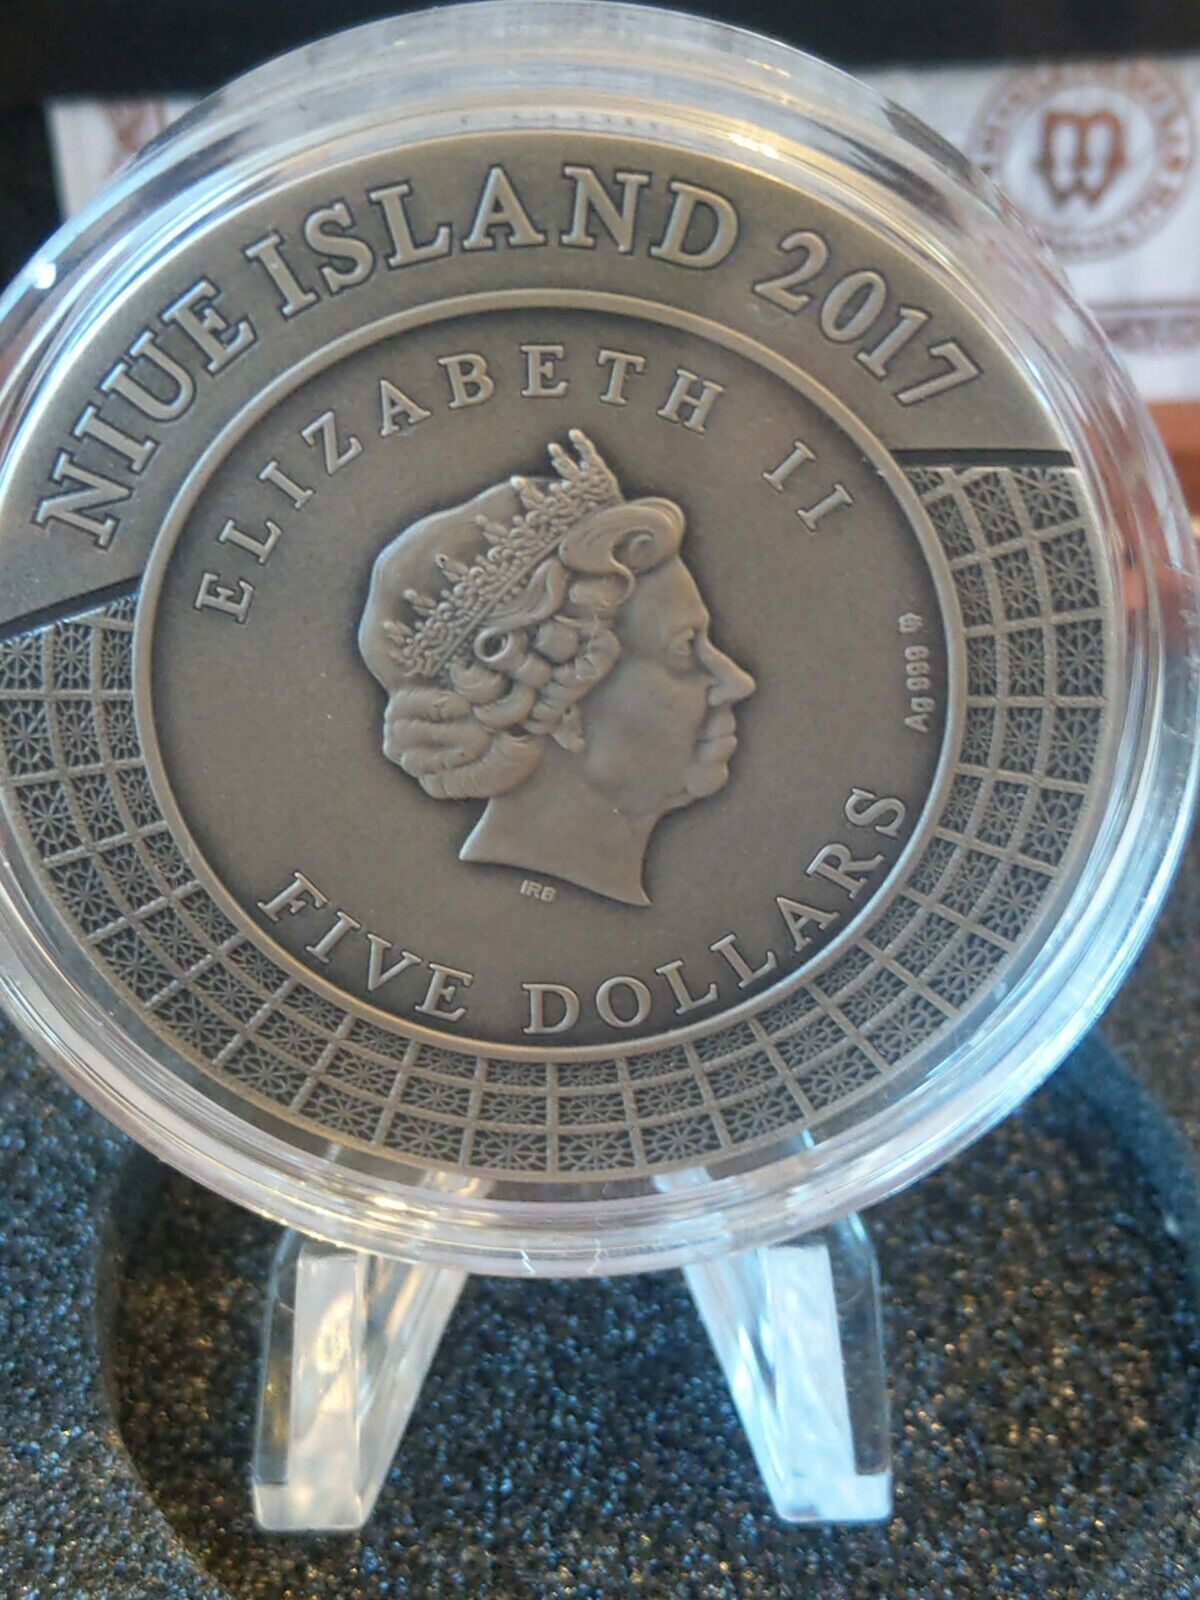 NIUE ISLAND 2017
ELIZABETH II
Ag 999
IRB
FIVE DOLLARS